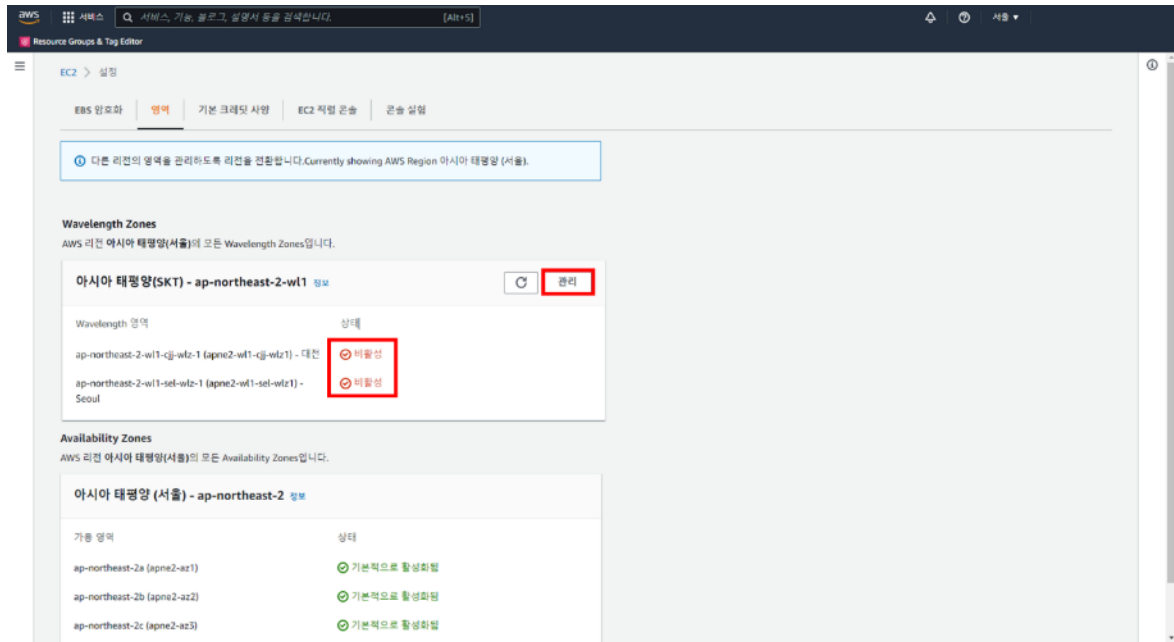 aws
서비스
서비스, 기능, 블로그, 설명서 등을 검색합니다.
[Alt+S]
서울 ▼
Resource Groups & Tag Editor
EC2 > 설정
EBS 암호화
영역
기본 크레딧 사양
EC2 직렬 콘솔
콘솔 실험
다른 리전의 영역을 관리하도록 리전을 전환합니다.Currently showing AWS Region 아시아 태평양 (서울).
Wavelength Zones
AWS 리전 아시아 태평양(서울)의 모든 Wavelength Zones입니다.
아시아 태평양(SKT) - ap-northeast-2-wl1 정보
관리
Wavelength 영역
상태
ap-northeast-2-wl1-cjj-wlz-1 (apne2-wl1-cjj-wlz1) - 대전
비활성
ap-northeast-2-wl1-sel-wlz-1 (apne2-wl1-sel-wlz1) -
Seoul
비활성
Availability Zones
AWS 리전 아시아 태평양(서울)의 모든 Availability Zones입니다.
아시아 태평양 (서울) - ap-northeast-2 정보
가용 영역
상태
ap-northeast-2a (apne2-az1)
기본적으로 활성화됨
ap-northeast-2b (apne2-az2)
기본적으로 활성화됨
ap-northeast-2c (apne2-az3)
기본적으로 활성화됨